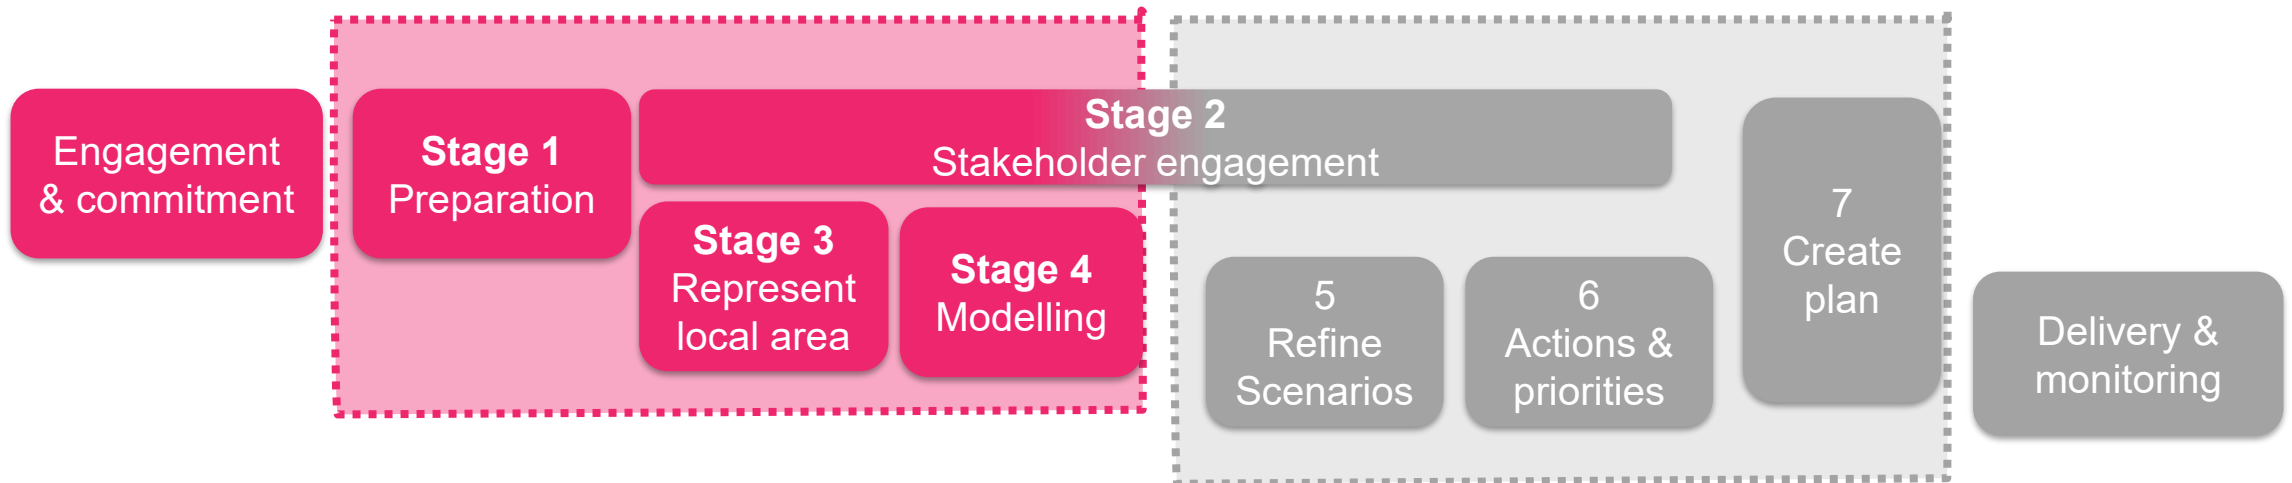 Engagement
& commitment
Stage 1
Preparation
Stage 2
Stakeholder engagement
Stage 3
Represent
local area
Stage 4
Modelling
5
Refine
Scenarios
6
Actions &
priorities
7
Create
plan
Delivery &
monitoring